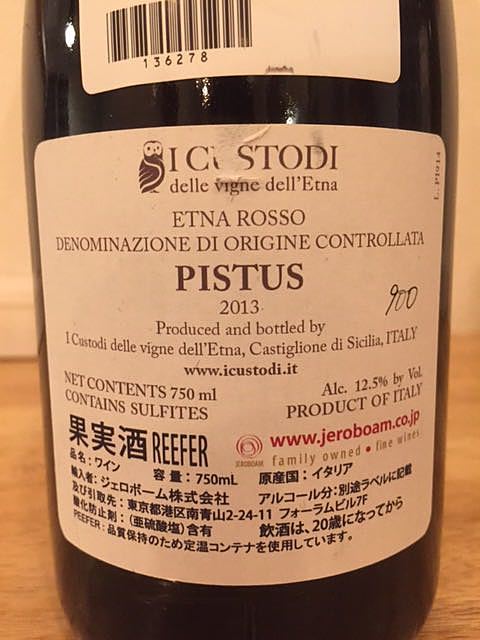 136278
I CUSTODI
delle vigne dell'Etna
L. PI914
ETNA ROSSO
DENOMINAZIONE DI ORIGINE CONTROLLATA
PISTUS
2013
900
Produced and bottled by
I Custodi delle vigne dell'Etna, Castiglione di Sicilia, ITALY
www.icustodi.it
NET CONTENTS 750 ml
CONTAINS SULFITES
Alc. 12.5% by Vol.
PRODUCT OF ITALY
果実酒 REEFER
JEROBOAM
www.jeroboam.co.jp
family owned • fine wines
品名：ワイン 容量：750mL 原産国：イタリア
輸入者：ジェロボーム株式会社 アルコール分：別途ラベルに記載
及び引取先：東京都港区南青山2-24-11 フォーラムビル7F
酸化防止剤：（亜硫酸塩）含有 飲酒は、20歳になってから
REEFER：品質保持のため定温コンテナを使用しています。